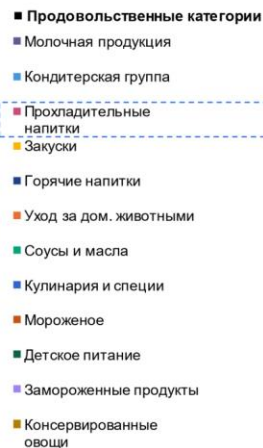 Продовольственные категории
Молочная продукция
Кондитерская группа
Прохладительные
напитки
Закуски
Горячие напитки
Уход за дом. животными
Соусы и масла
Кулинария и специи
Мороженое
Детское питание
Замороженные продукты
Консервированные
овощи